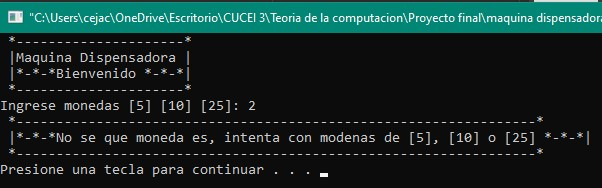 "C:\Users\cejac\OneDrive\Escritorio\CUCEI 3\Teoria de la computacion\Proyecto final\maquina dispensadora
*---------------------*
|Maquina Dispensadora |
|*-*-*Bienvenido *-*-*|
*---------------------*
Ingrese monedas [5] [10] [25]: 2
*-----------------------------------------------------------------*
|*-*-*No se que moneda es, intenta con modenas de [5], [10] o [25] *-*-*|
*-----------------------------------------------------------------*
Presione una tecla para continuar . . .